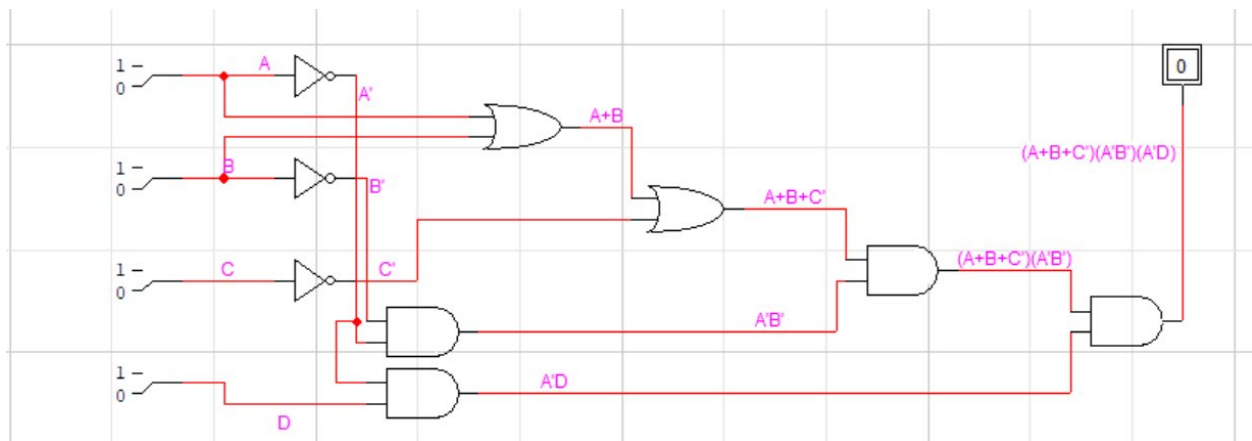 1
0
A
A'
0
A+B
(A+B+C')(A'B')(A'D)
1
0
B
B'
A+B+C'
1
0
C
C'
(A+B+C')(A'B')
A'B'
1
0
A'D
D